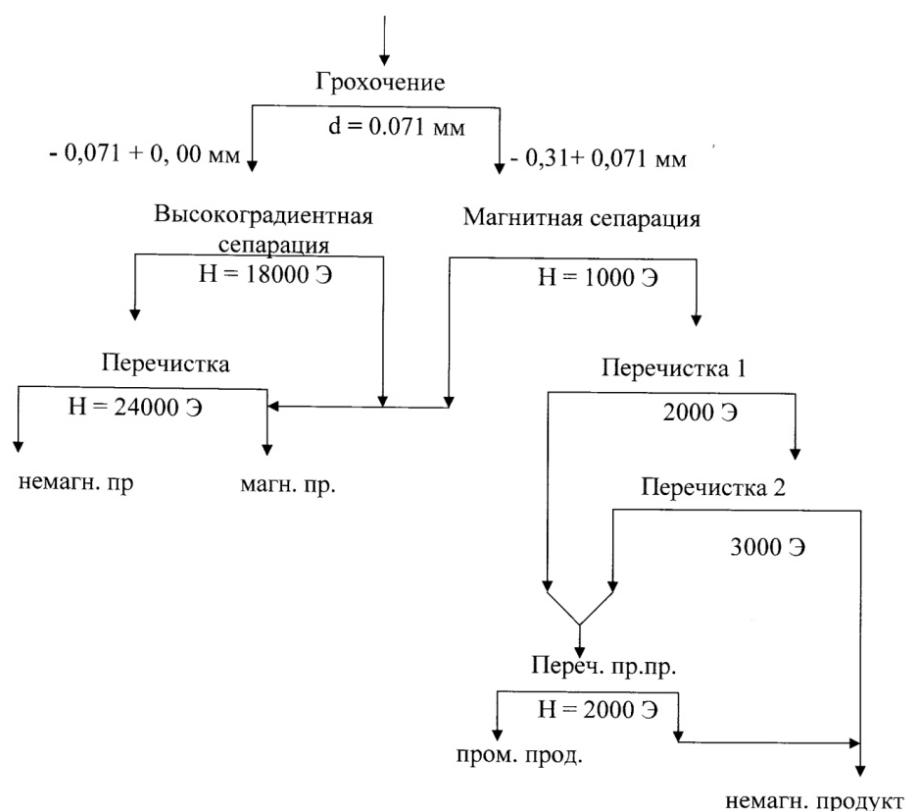 Грохочение
d = 0.071 мм
- 0,071 + 0, 00 мм
- 0,31+ 0,071 мм
Высокоградиентная
сепарация
Магнитная сепарация
H = 18000 Э
H = 1000 Э
Перечистка
Перечистка 1
H = 24000 Э
2000 Э
немагн. пр
магн. пр.
Перечистка 2
3000 Э
Переч. пр.пр.
H = 2000 Э
пром. прод.
немагн. продукт